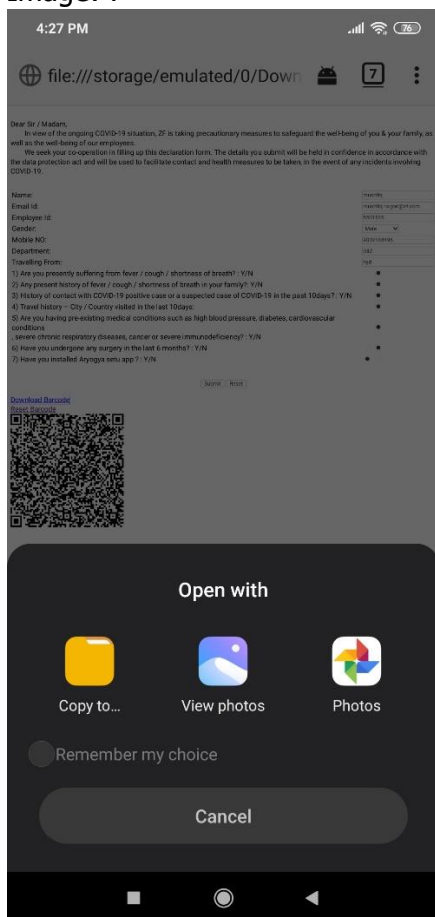 4:27 PM
76
file:///storage/emulated/0/Down
7
Dear Sir / Madam,
In view of the ongoing COVID-19 situation, ZF is taking precautionary measures to safeguard the well-being of you & your family, as
well as the well-being of our employees.
We seek your co-operation in filling up this declaration form. The details you submit will be held in confidence in accordance with
the data protection act and will be used to facilitate contact and health measures to be taken, in the event of any incidents involving
COVID-19.
Name:
Email Id:
Employee Id:
Gender: Male
Mobile NO:
Department:
Travelling From:
1) Are you presently suffering from fever / cough / shortness of breath? : Y/N
2) Any present history of fever / cough / shortness of breath in your family?: Y/N
3) History of contact with COVID-19 positive case or a suspected case of COVID-19 in the past 10days? : Y/N
4) Travel history – City / Country visited in the last 10days:
5) Are you having pre-existing medical conditions such as high blood pressure, diabetes, cardiovascular
conditions
, severe chronic respiratory diseases, cancer or severe immunodeficiency? : Y/N
6) Have you undergone any surgery in the last 6 months? : Y/N
7) Have you installed Aryogya setu app ? : Y/N
Submit Reset
Download Barcode
Reset Barcode
Open with
Copy to... View photos Photos
Remember my choice
Cancel